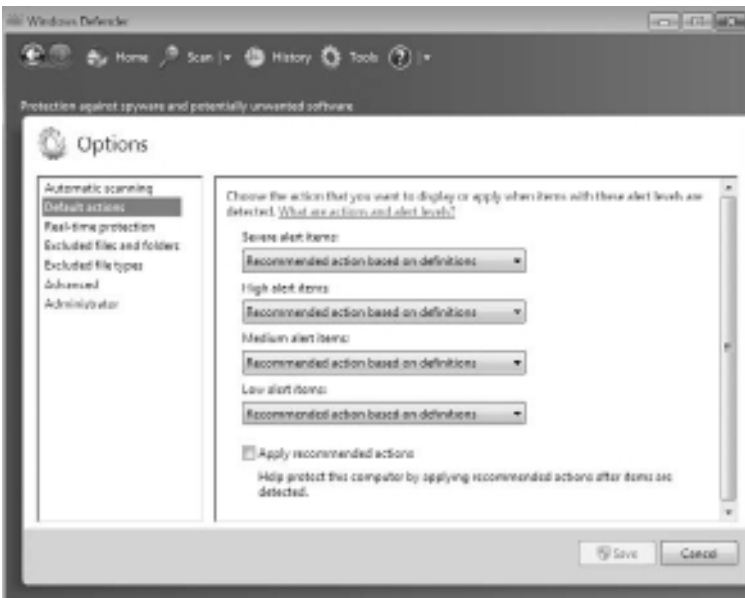 Windows Defender
Home Scan History Tools ?
Protection against spyware and potentially unwanted software
Options
Automatic scanning
Default actions
Real-time protection
Excluded files and folders
Excluded file types
Advanced
Administrator
Choose the action that you want to display or apply when items with these alert levels are
detected. What are actions and alert levels?
Severe alert items:
Recommended action based on definitions
High alert items:
Recommended action based on definitions
Medium alert items:
Recommended action based on definitions
Low alert items:
Recommended action based on definitions
Apply recommended actions
Help protect this computer by applying recommended actions after items are
detected.
Save Cancel